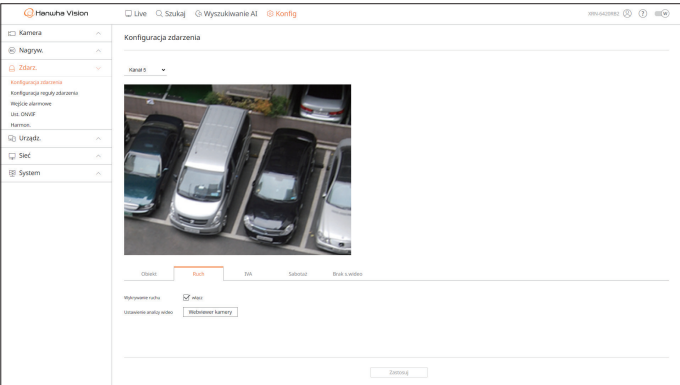 Hanwha Vision
Live
Szukaj
Wyszukiwanie AI
Konfig
Kamera
Nagryw.
Zdarz.
Konfiguracja zdarzenia
Konfiguracja reguły zdarzenia
Wejście alarmowe
Ust. ONVIF
Harmon.
Urządz.
Sieć
System
Konfiguracja zdarzenia
Kanał 5
Obiekt
Ruch
IVA
Sabotaż
Brak s.wideo
Wykrywanie ruchu
włącz
Ustawienie analizy wideo
Webviewer kamery
Zastosuj